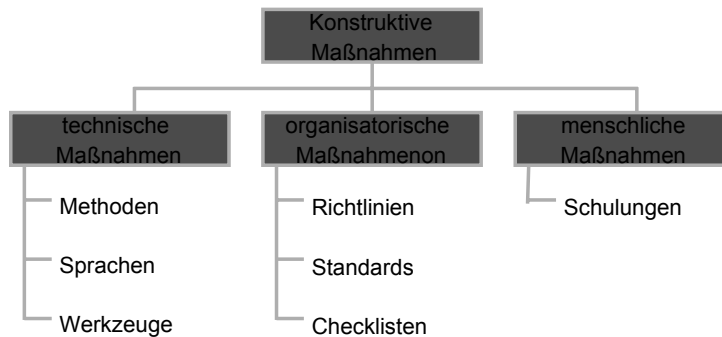 Konstruktive
Maßnahmen
technische
Maßnahmen
organisatorische
Maßnahmenon
menschliche
Maßnahmen
Methoden
Sprachen
Werkzeuge
Richtlinien
Standards
Checklisten
Schulungen